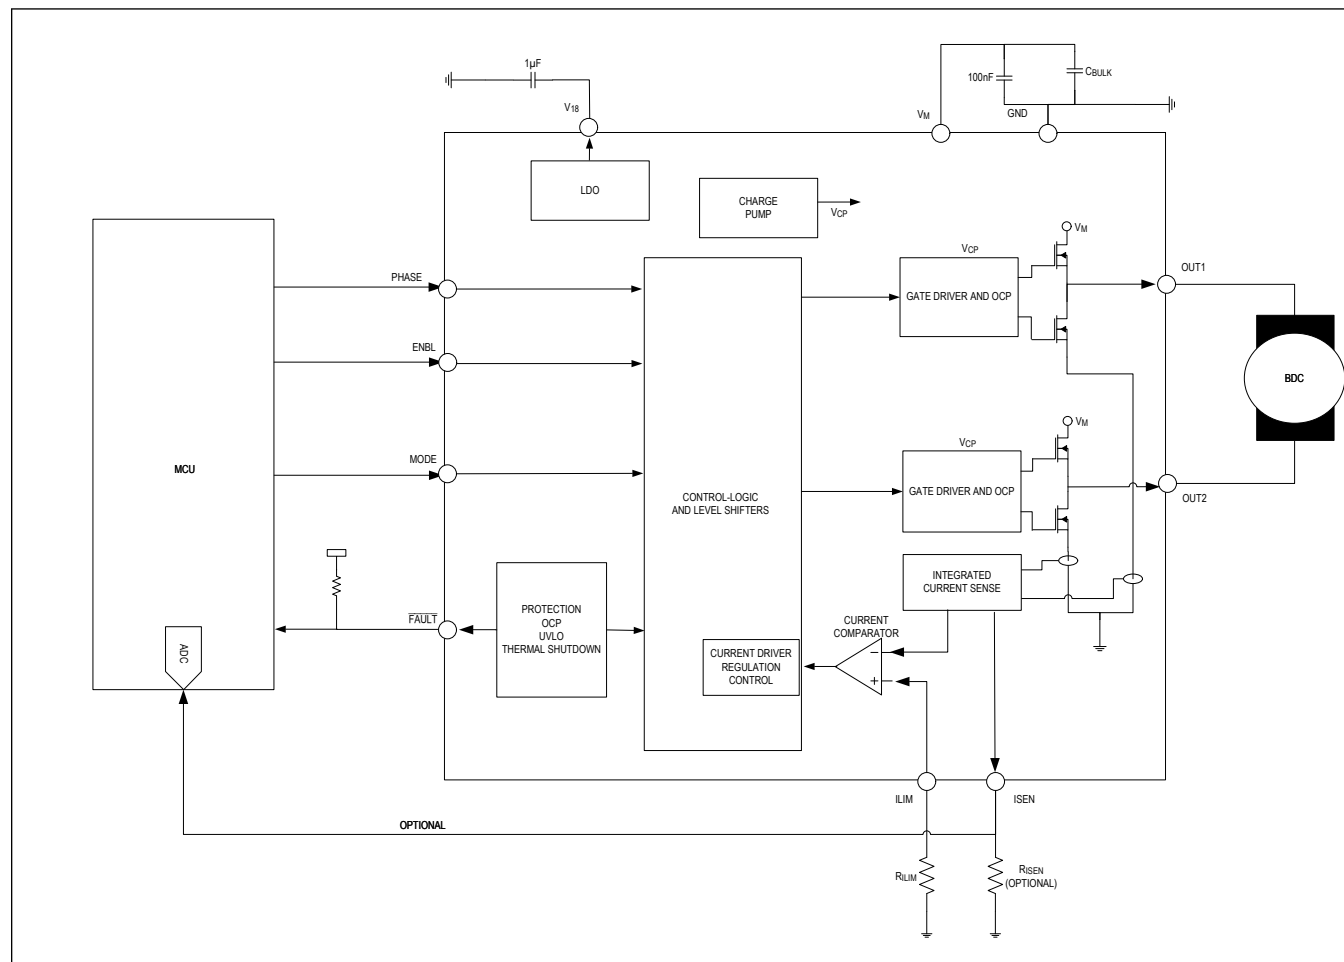 1µF
V18
100nF
CBULK
VM
GND
LDO
CHARGE
PUMP
VCP
VM
PHASE
VCP
OUT1
GATE DRIVER AND OCP
ENBL
BDC
VM
MODE
VCP
MCU
GATE DRIVER AND OCP
OUT2
CONTROL-LOGIC
AND LEVEL SHIFTERS
INTEGRATED
CURRENT SENSE
FAULT
PROTECTION
OCP
UVLO
THERMAL SHUTDOWN
CURRENT
COMPARATOR
ADC
CURRENT DRIVER
REGULATION
CONTROL
−
+
ILIM
ISEN
OPTIONAL
RILIM
RISEN
(OPTIONAL)